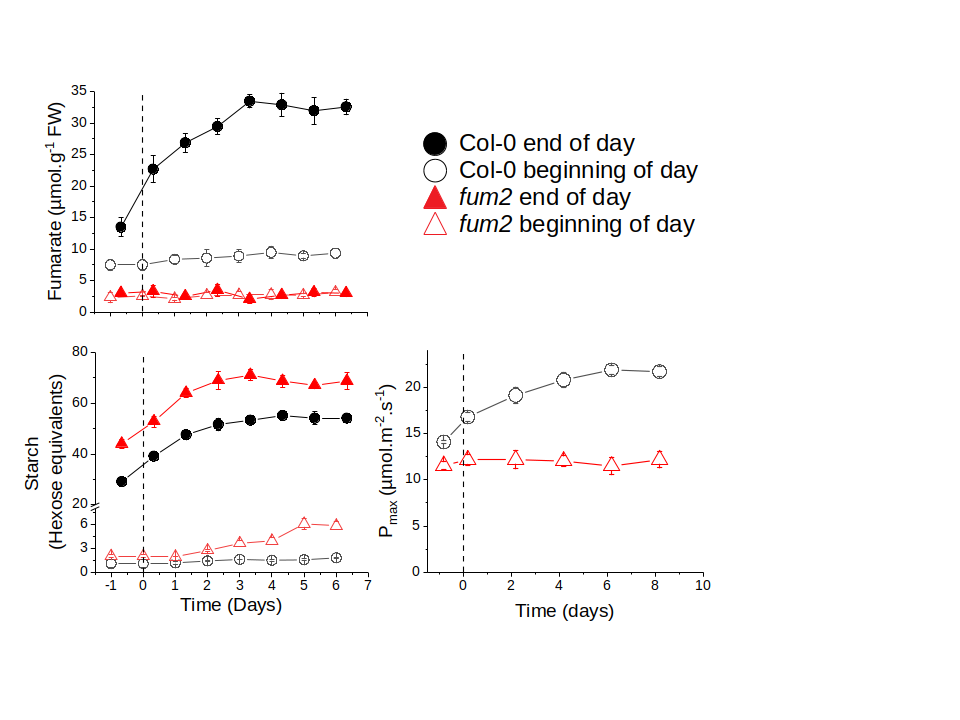 35
30
25
20
15
10
5
0
Fumarate (µmol.g-1 FW)
Col-0 end of day
Col-0 beginning of day
fum2 end of day
fum2 beginning of day
80
60
40
20
6
3
0
Starch
(Hexose equivalents)
-1 0 1 2 3 4 5 6 7
Time (Days)
20
15
10
5
0
Pmax (µmol.m-2.s-1)
0 2 4 6 8 10
Time (days)